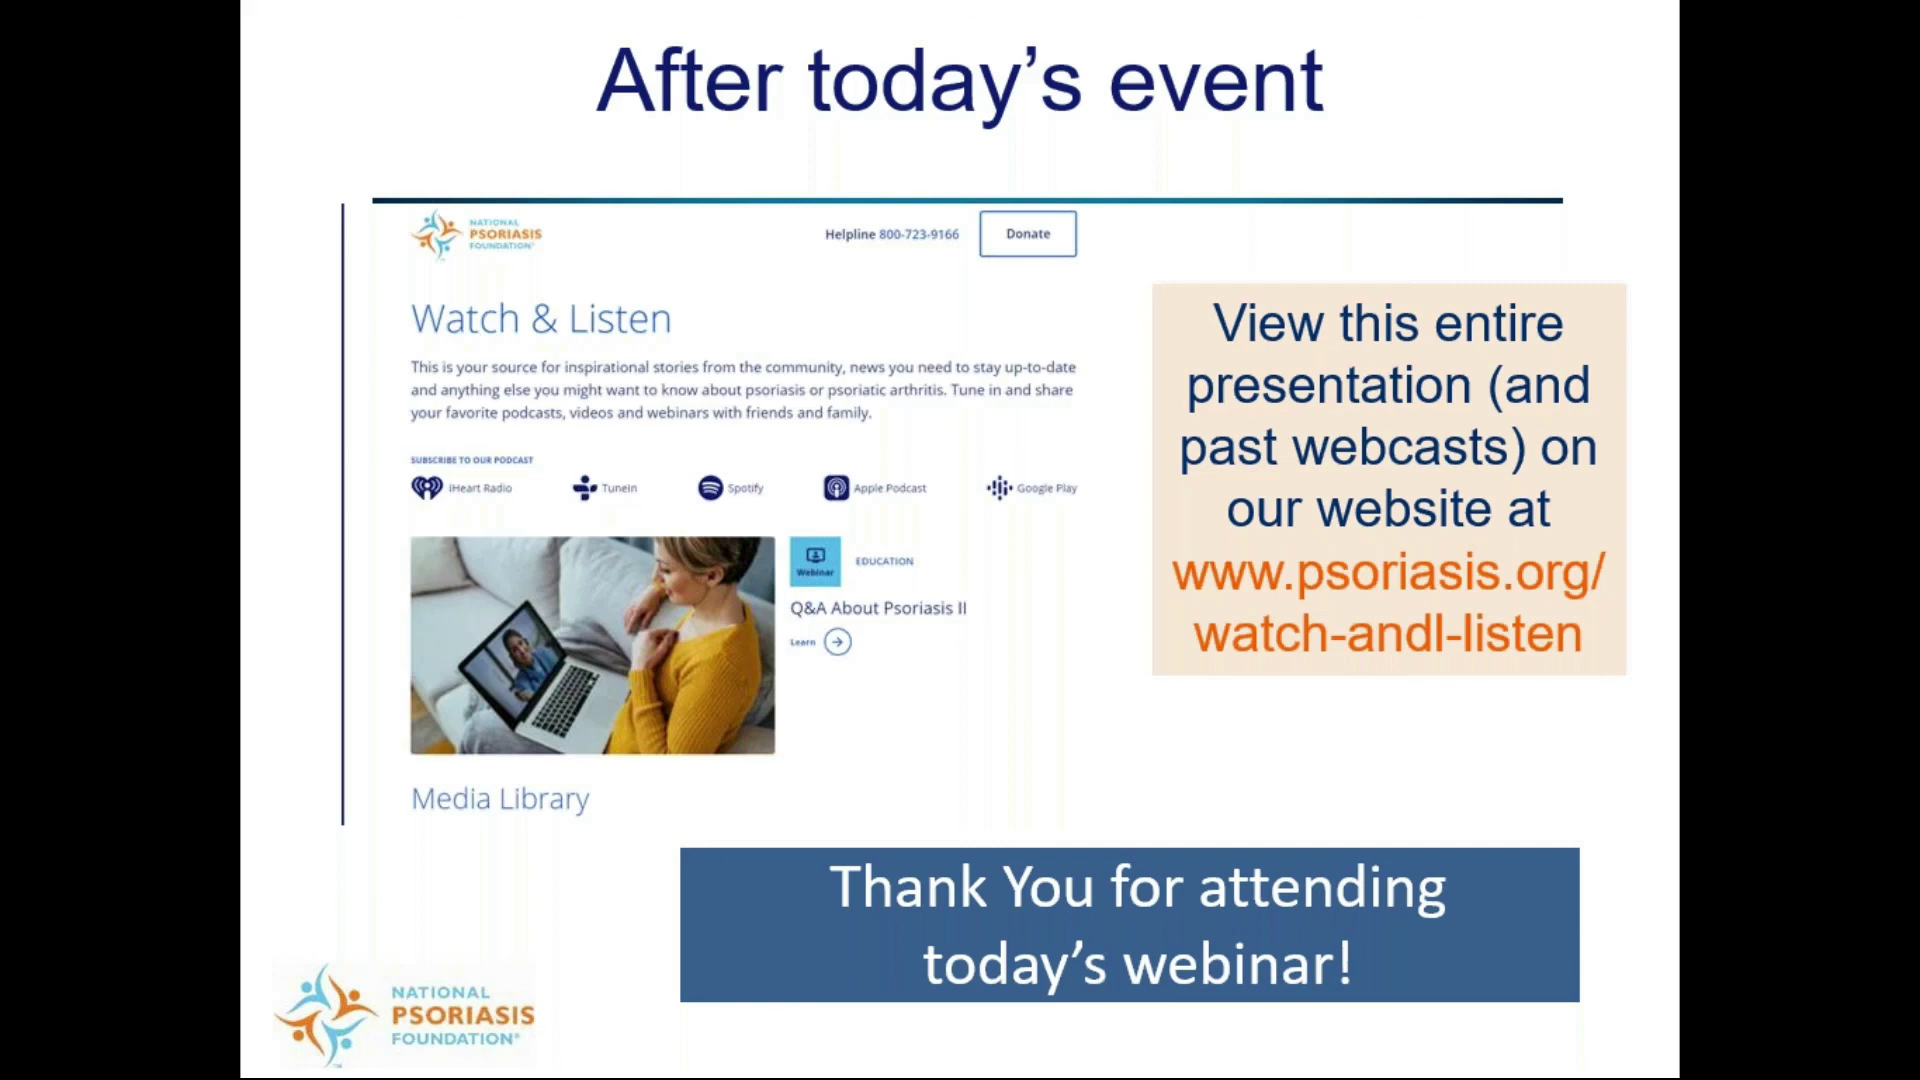 After today’s event
NATIONAL
PSORIASIS
FOUNDATION®
Helpline 800-723-9166
Donate
Watch & Listen
This is your source for inspirational stories from the community, news you need to stay up-to-date
and anything else you might want to know about psoriasis or psoriatic arthritis. Tune in and share
your favorite podcasts, videos and webinars with friends and family.
SUBSCRIBE TO OUR PODCAST
iHeart Radio
TuneIn
Spotify
Apple Podcast
Google Play
Webinar
EDUCATION
Q&A About Psoriasis II
Learn
Media Library
View this entire
presentation (and
past webcasts) on
our website at
www.psoriasis.org/
watch-andl-listen
Thank You for attending
today’s webinar!
NATIONAL
PSORIASIS
FOUNDATION®